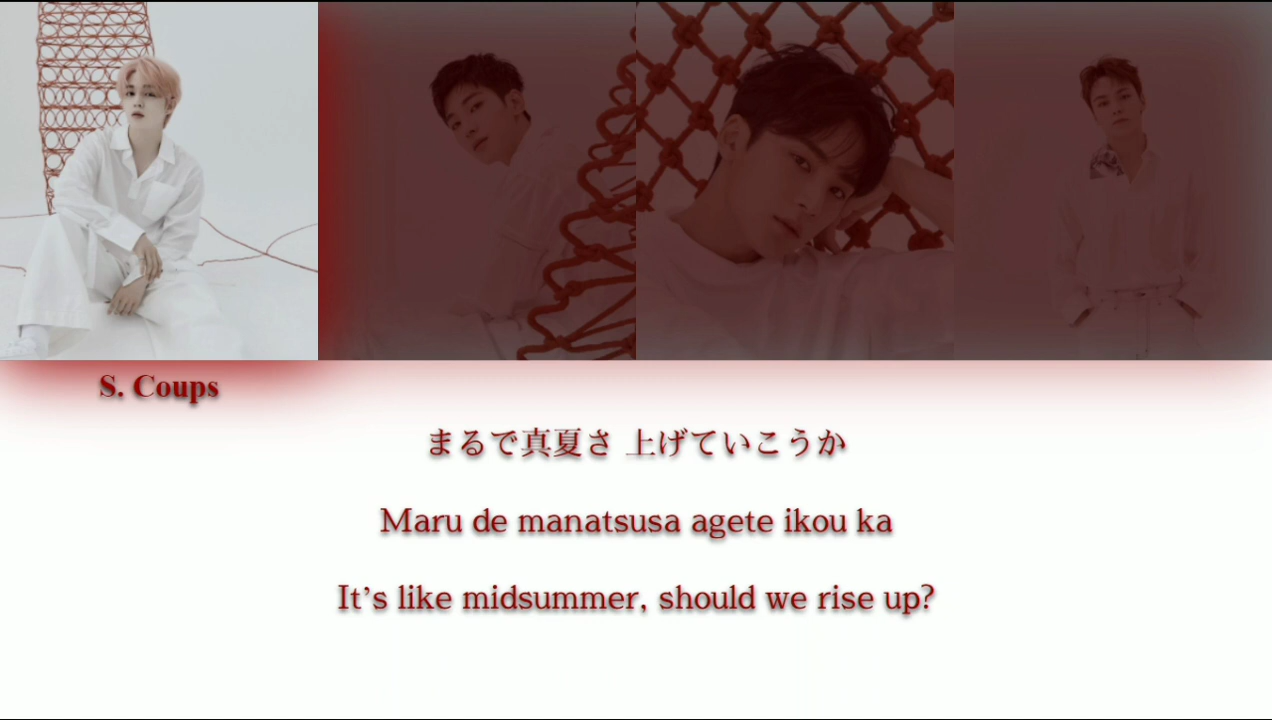 S. Coups
まるで真夏さ 上げていこうか
Maru de manatsusa agete ikou ka
It’s like midsummer, should we rise up?